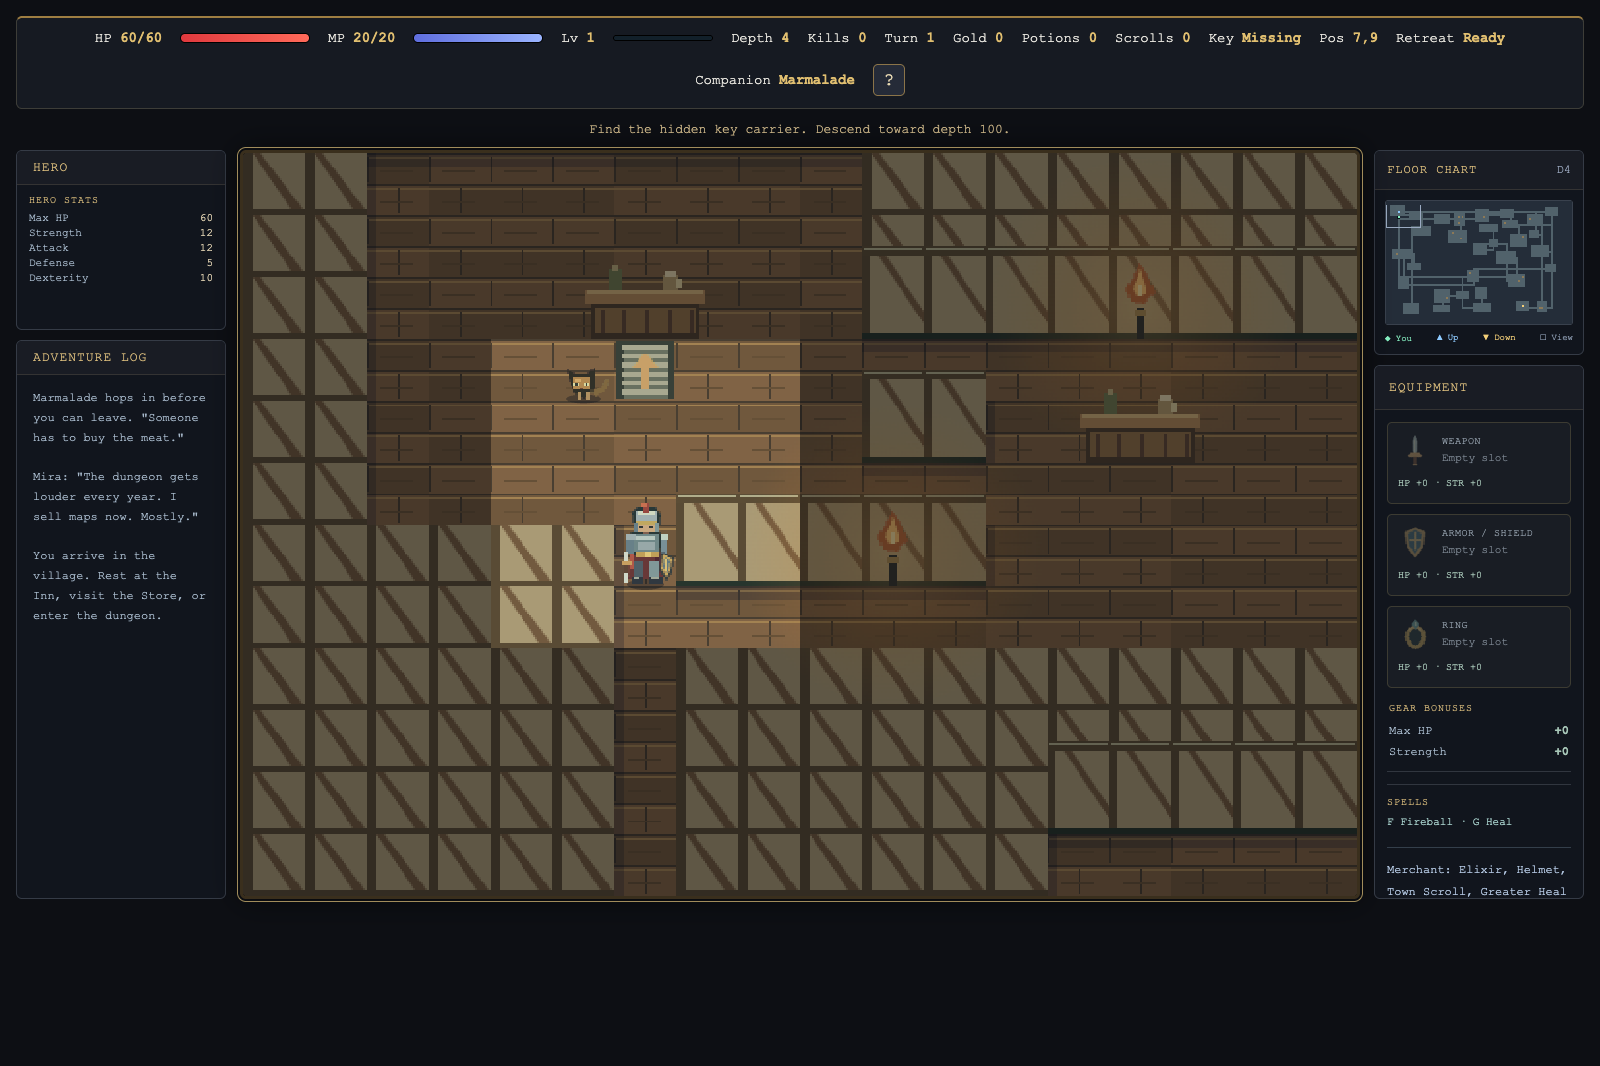 HP 60/60 MP 20/20 Lv 1 Depth 4 Kills 0 Turn 1 Gold 0 Potions 0 Scrolls 0 Key Missing Pos 7,9 Retreat Ready
Companion Marmalade ?
Find the hidden key carrier. Descend toward depth 100.
HERO
HERO STATS
Max HP 60
Strength 12
Attack 12
Defense 5
Dexterity 10
ADVENTURE LOG
Marmalade hops in before
you can leave. "Someone
has to buy the meat."
Mira: "The dungeon gets
louder every year. I
sell maps now. Mostly."
You arrive in the
village. Rest at the
Inn, visit the Store, or
enter the dungeon.
FLOOR CHART D4
◆ You ▲ Up ▼ Down □ View
EQUIPMENT
WEAPON
Empty slot
HP +0 · STR +0
ARMOR / SHIELD
Empty slot
HP +0 · STR +0
RING
Empty slot
HP +0 · STR +0
GEAR BONUSES
Max HP +0
Strength +0
SPELLS
F Fireball · G Heal
Merchant: Elixir, Helmet,
Town Scroll, Greater Heal